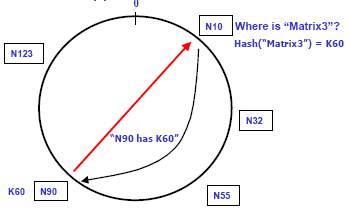 0
N10 Where is “Matrix3”?
Hash(“Matrix3”) = K60
N123
N32
“N90 has K60”
K60 N90
N55